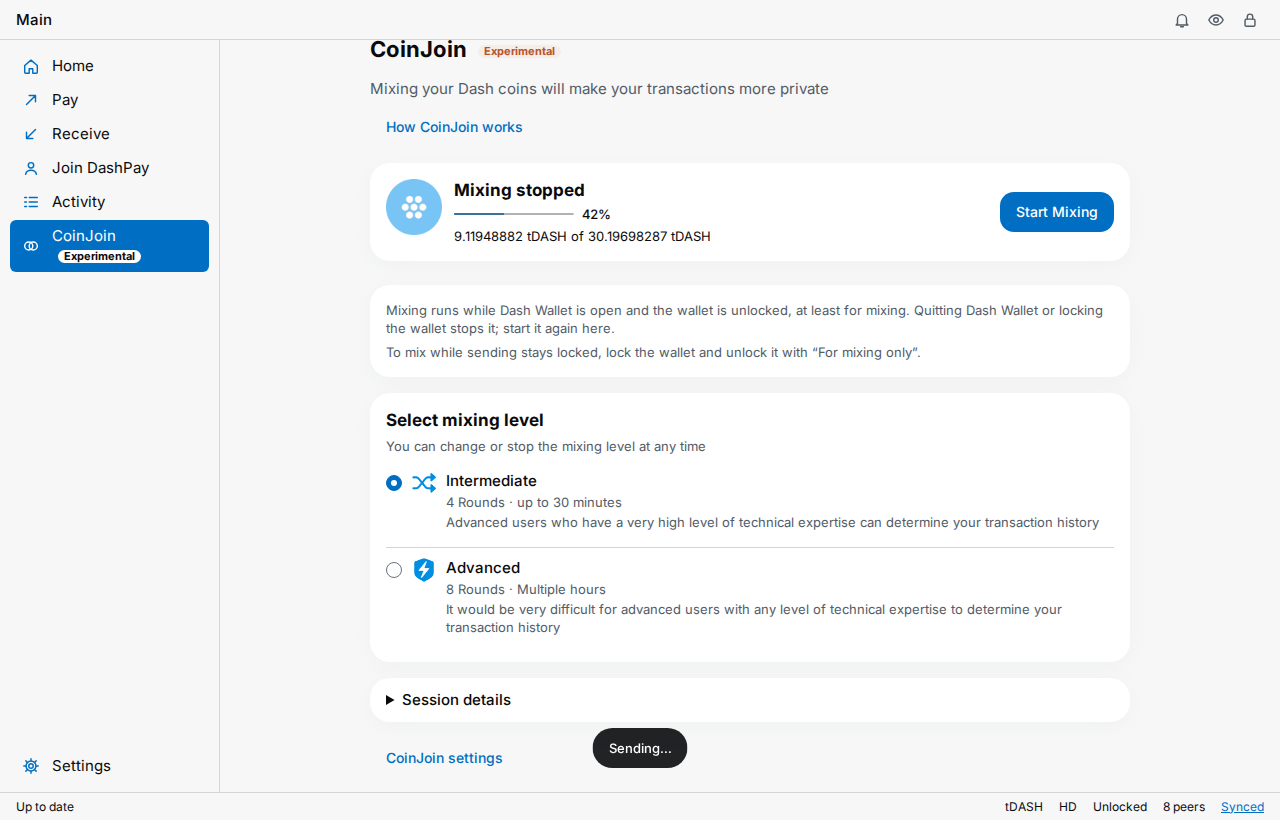 Main
Home
Pay
Receive
Join DashPay
Activity
CoinJoin
Experimental
Settings
CoinJoin Experimental
Mixing your Dash coins will make your transactions more private
How CoinJoin works
Mixing stopped
42%
9.11948882 tDASH of 30.19698287 tDASH
Start Mixing
Mixing runs while Dash Wallet is open and the wallet is unlocked, at least for mixing. Quitting Dash Wallet or locking
the wallet stops it; start it again here.
To mix while sending stays locked, lock the wallet and unlock it with “For mixing only”.
Select mixing level
You can change or stop the mixing level at any time
Intermediate
4 Rounds · up to 30 minutes
Advanced users who have a very high level of technical expertise can determine your transaction history
Advanced
8 Rounds · Multiple hours
It would be very difficult for advanced users with any level of technical expertise to determine your
transaction history
Session details
Sending...
CoinJoin settings
Up to date
tDASH HD Unlocked 8 peers Synced